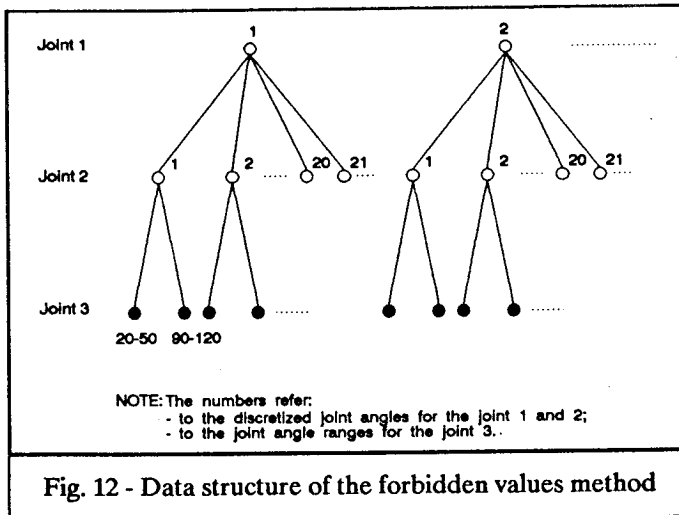 Joint 1 1 2 ....................
Joint 2 1 2 ..... 20 21 ..... 1 2 ..... 20 21 .....
Joint 3 ....... .......
20-50 90-120
NOTE: The numbers refer:
- to the discretized joint angles for the joint 1 and 2;
- to the joint angle ranges for the joint 3..
Fig. 12 - Data structure of the forbidden values method